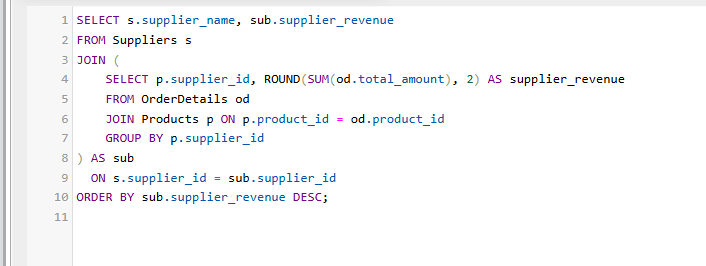 1 SELECT s.supplier_name, sub.supplier_revenue
2 FROM Suppliers s
3 JOIN (
4     SELECT p.supplier_id, ROUND(SUM(od.total_amount), 2) AS supplier_revenue
5     FROM OrderDetails od
6     JOIN Products p ON p.product_id = od.product_id
7     GROUP BY p.supplier_id
8 ) AS sub
9   ON s.supplier_id = sub.supplier_id
10 ORDER BY sub.supplier_revenue DESC;
11